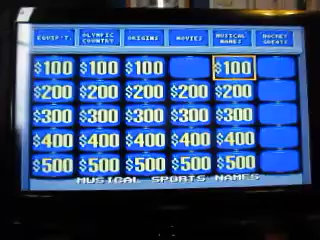 EQUIP'T.
OLYMPIC COUNTRY
ORIGINS
MOVIES
MUSICAL NAMES
HOCKEY GREATS
$100 $100 $100 $100
$200 $200 $200 $200 $200
$300 $300 $300 $300 $300
$400 $400 $400 $400 $400
$500 $500 $500 $500 $500
MUSICAL SPORTS NAMES